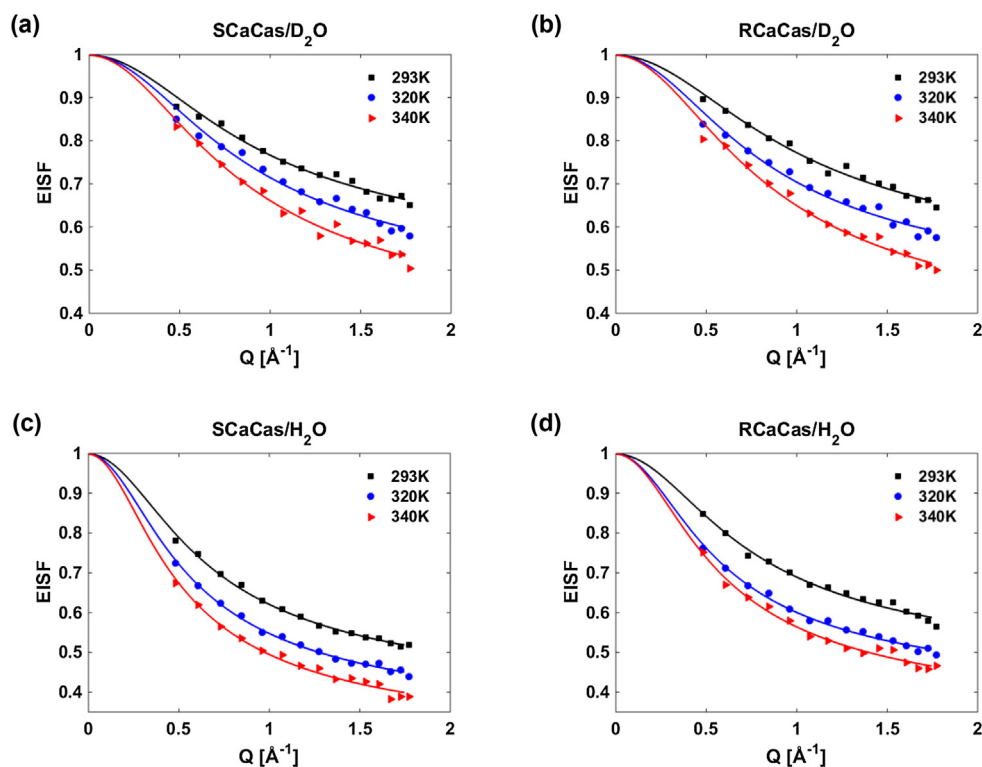 (a)
SCaCas/D₂O
1
0.9
0.8
0.7
0.6
0.5
0.4
EISF
293K
320K
340K
0 0.5 1 1.5 2
Q [Å⁻¹]
(b)
RCaCas/D₂O
1
0.9
0.8
0.7
0.6
0.5
0.4
EISF
293K
320K
340K
0 0.5 1 1.5 2
Q [Å⁻¹]
(c)
SCaCas/H₂O
1
0.9
0.8
0.7
0.6
0.5
0.4
EISF
293K
320K
340K
0 0.5 1 1.5 2
Q [Å⁻¹]
(d)
RCaCas/H₂O
1
0.9
0.8
0.7
0.6
0.5
0.4
EISF
293K
320K
340K
0 0.5 1 1.5 2
Q [Å⁻¹]